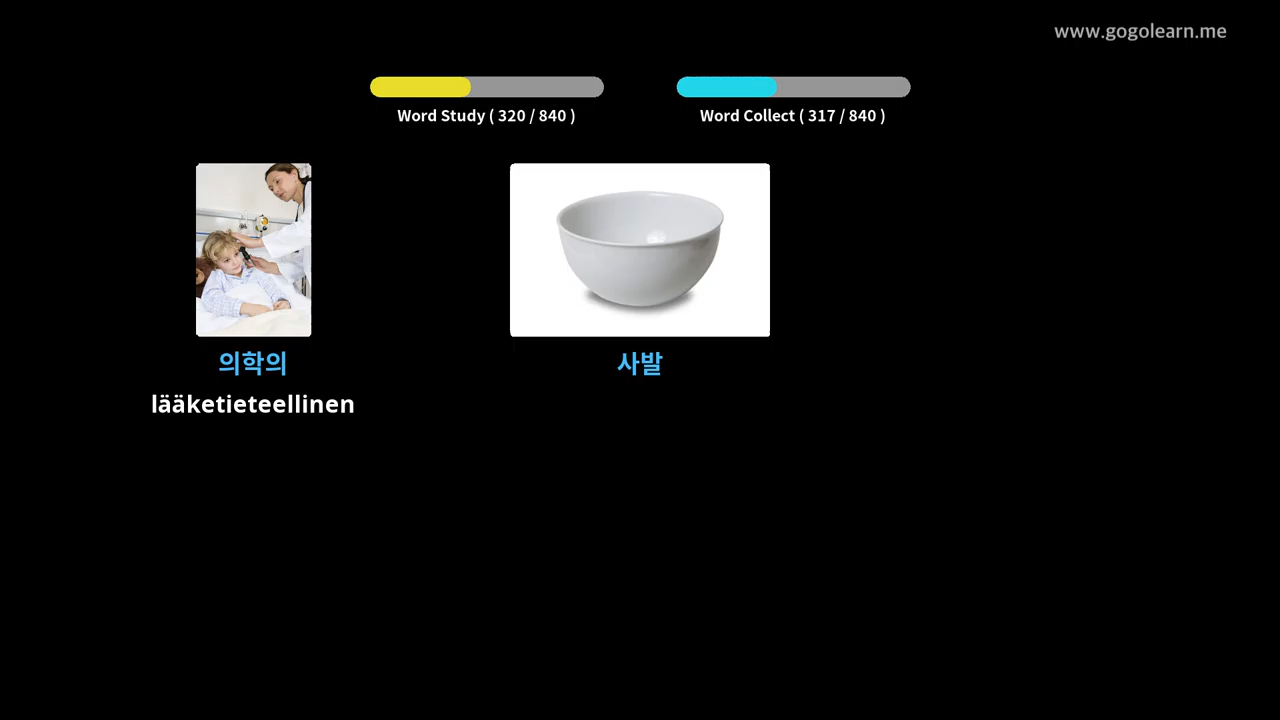 www.gogolearn.me
Word Study ( 320 / 840 )
Word Collect ( 317 / 840 )
의학의
사발
lääketieteellinen